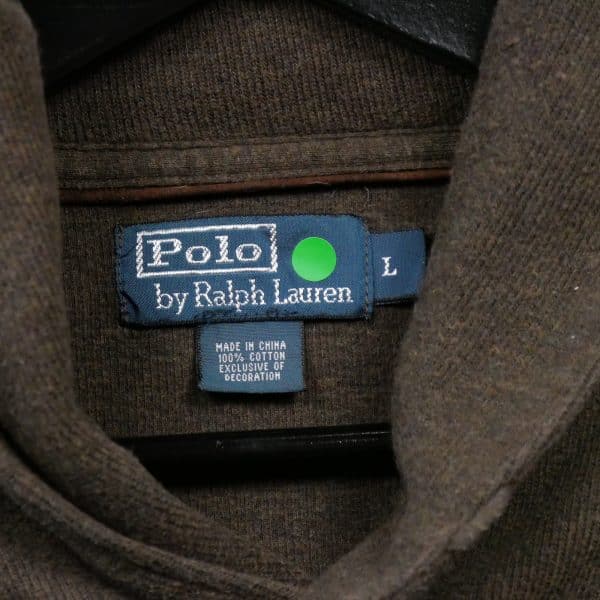 Polo
by Ralph Lauren
L
MADE IN CHINA
100% COTTON
EXCLUSIVE OF
DECORATION